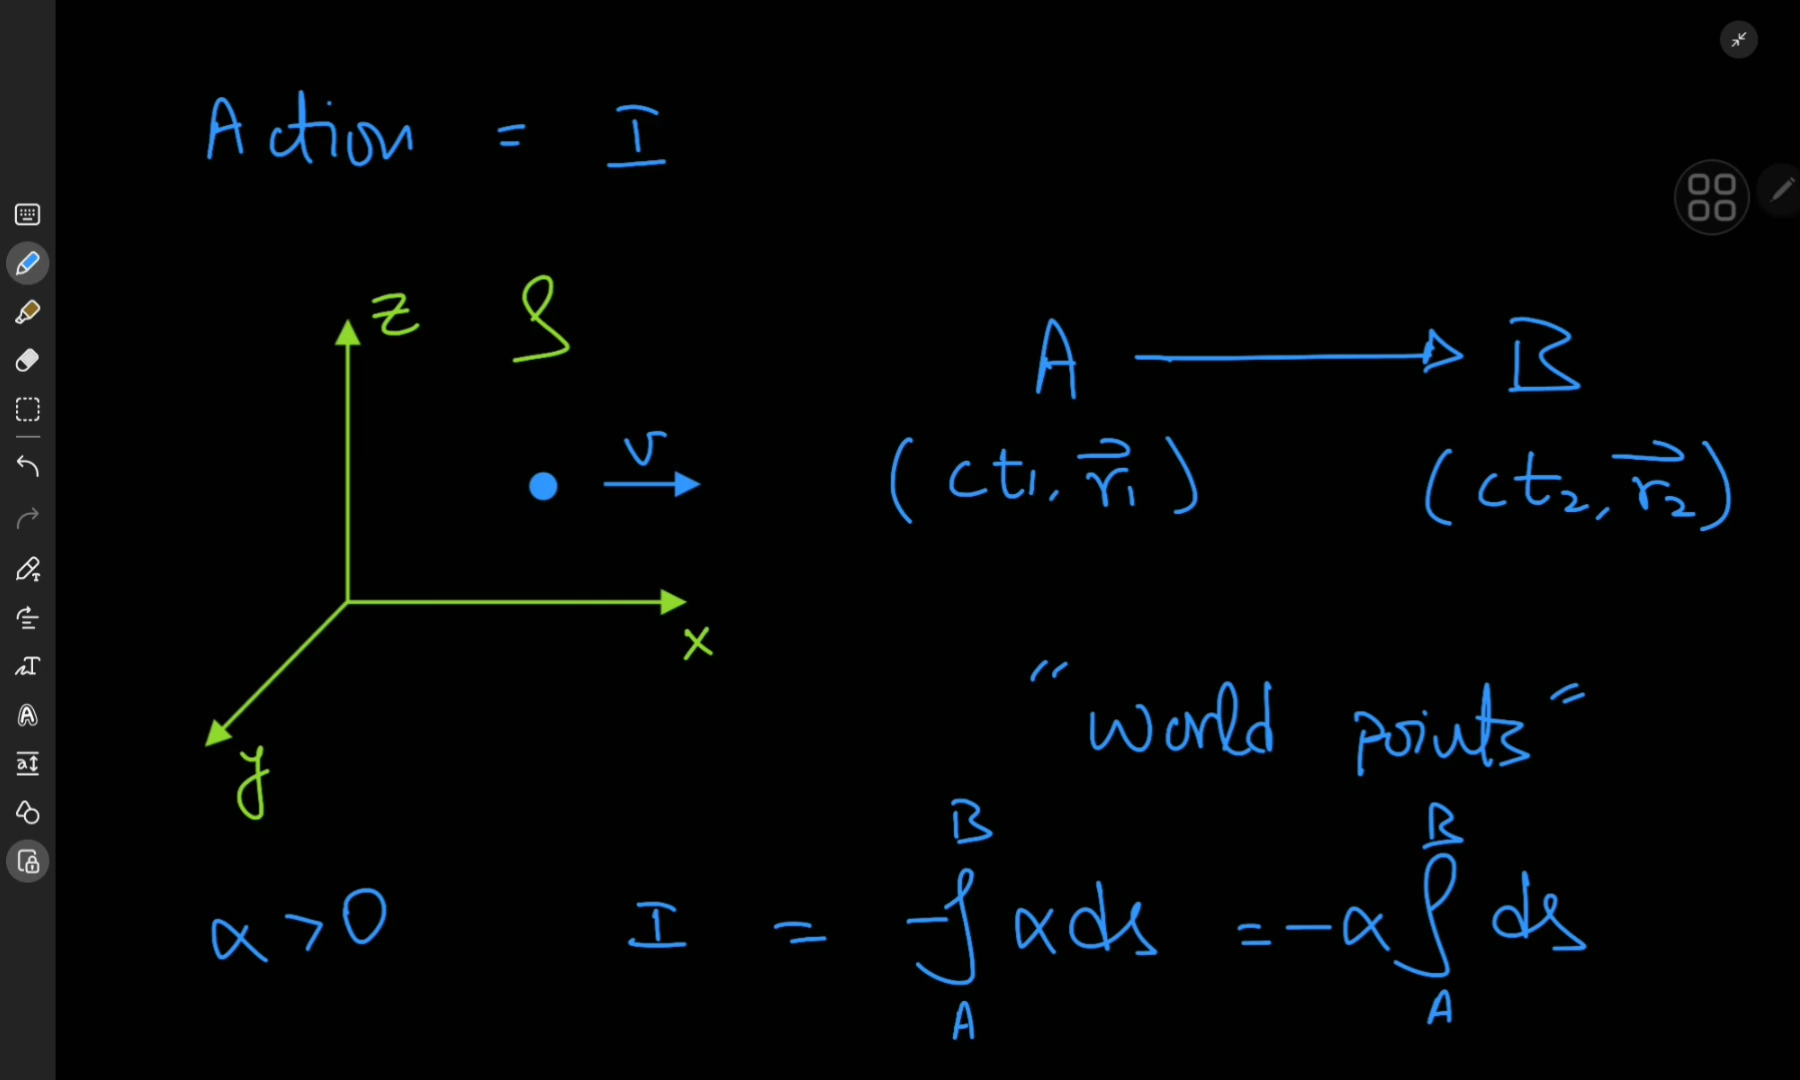 Action = I
z S
A → B
v
(ct₁, r⃗₁) (ct₂, r⃗₂)
x
"world points"
y
α > 0 I = -∫_A^B α ds = -α ∫_A^B ds